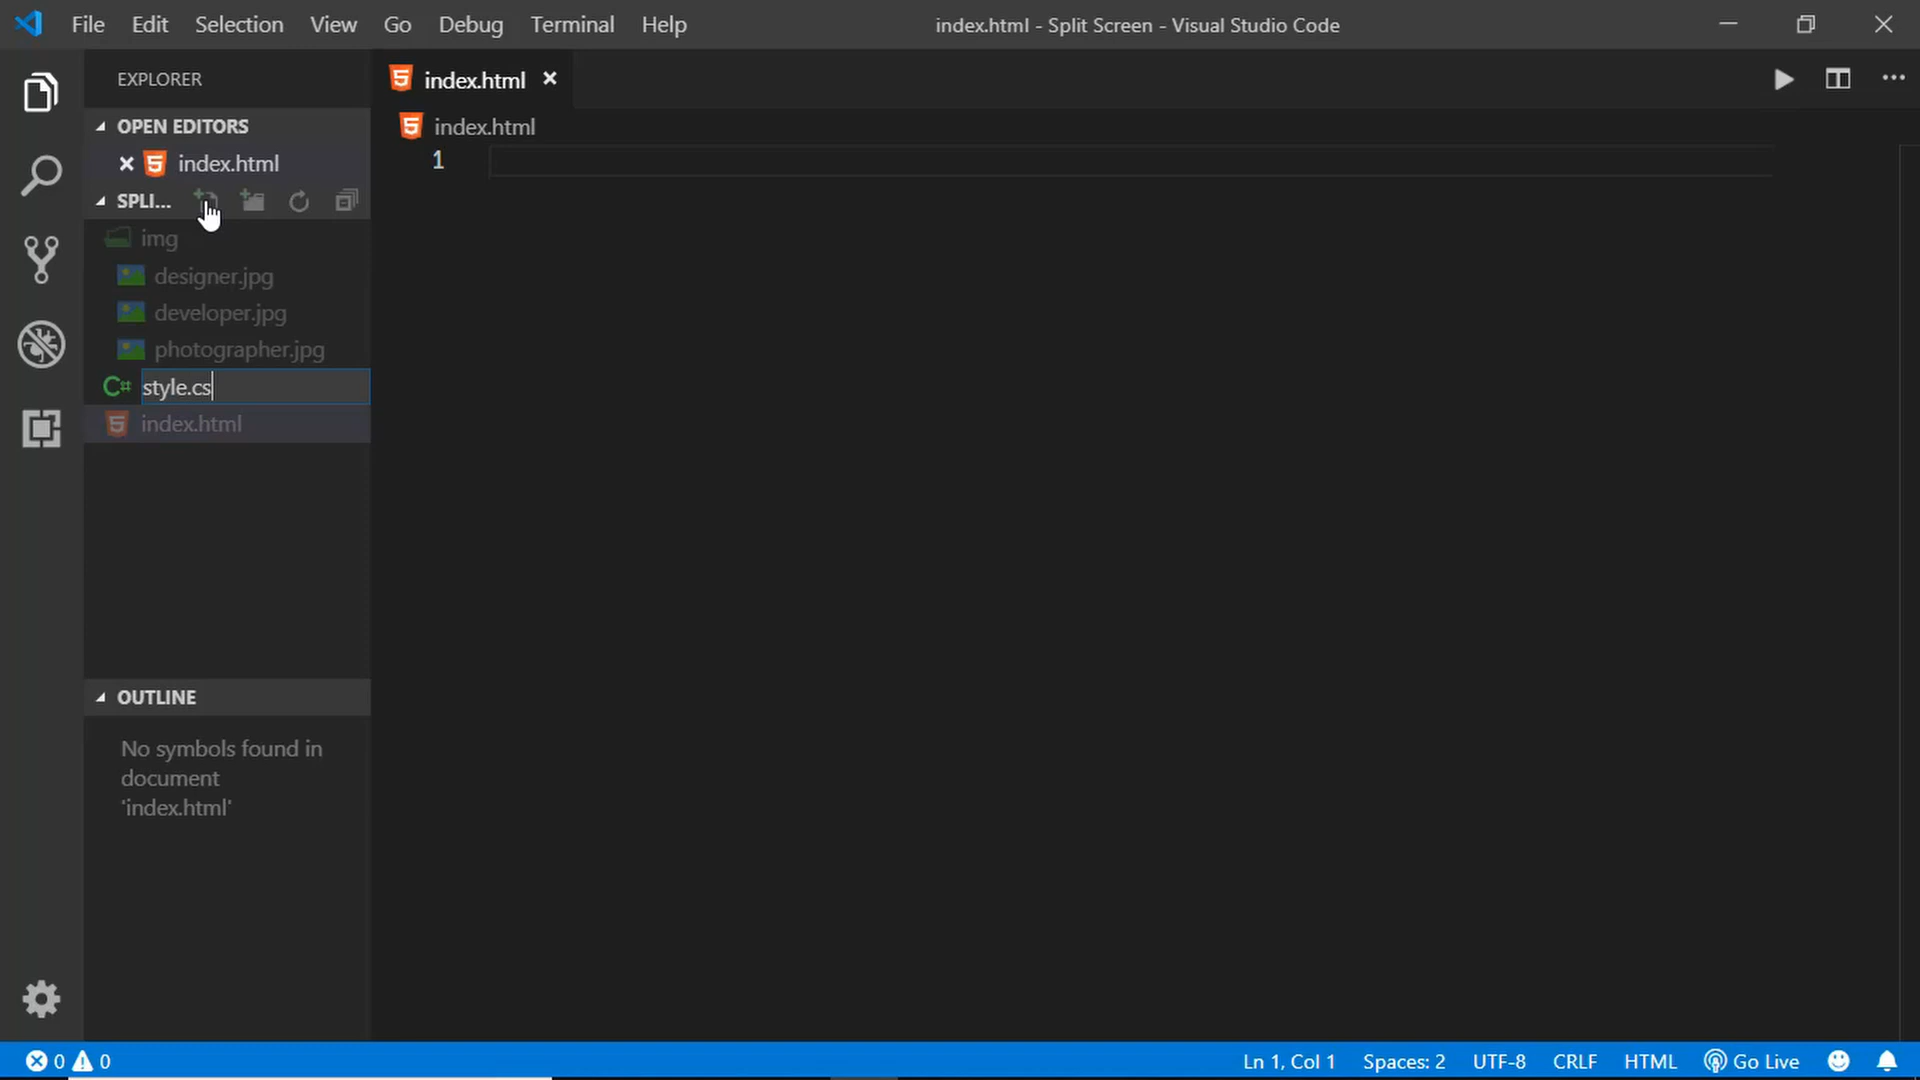 File Edit Selection View Go Debug Terminal Help
index.html - Split Screen - Visual Studio Code
EXPLORER
index.html
OPEN EDITORS
index.html
index.html
1
SPLI...
img
designer.jpg
developer.jpg
photographer.jpg
C# style.cs
index.html
OUTLINE
No symbols found in
document
'index.html'
0 0
Ln 1, Col 1 Spaces: 2 UTF-8 CRLF HTML Go Live